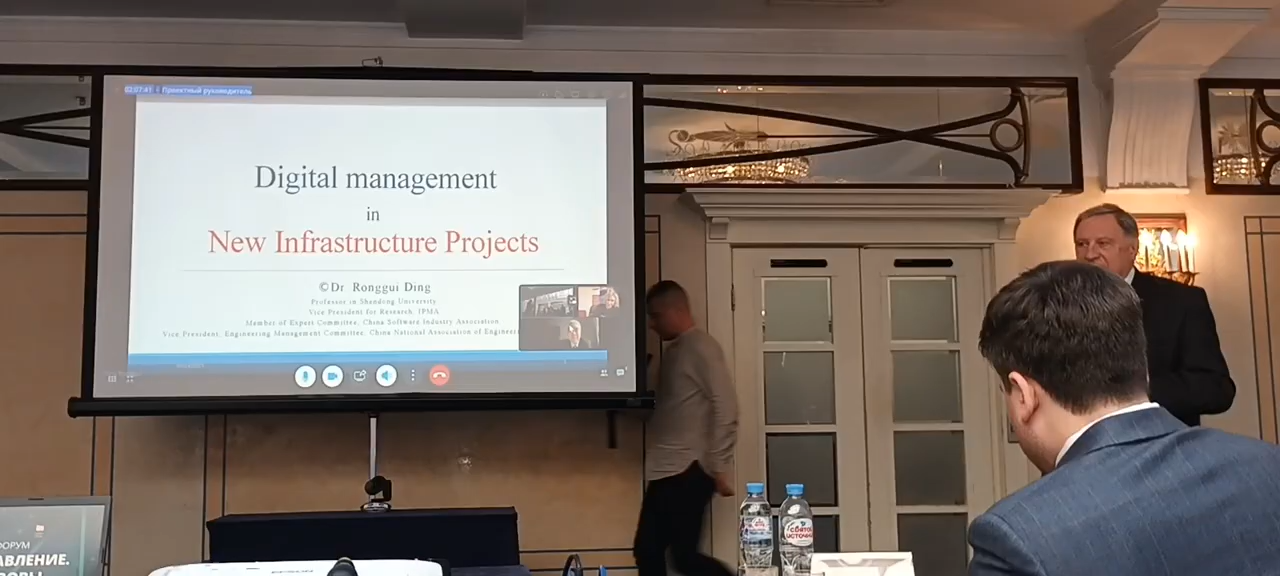 02:07:41 Проектный руководитель
Digital management
in
New Infrastructure Projects
©Dr Ronggui Ding
Professor in Shandong University
Vice President for Research, IPMA
Member of Expert Committee, China Software Industry Association
Vice President, Engineering Management Committee, China National Association of Engineer
ОРУМ
АВЛЕНИЕ.
СВЯТОЙ
ИСТОЧНИК